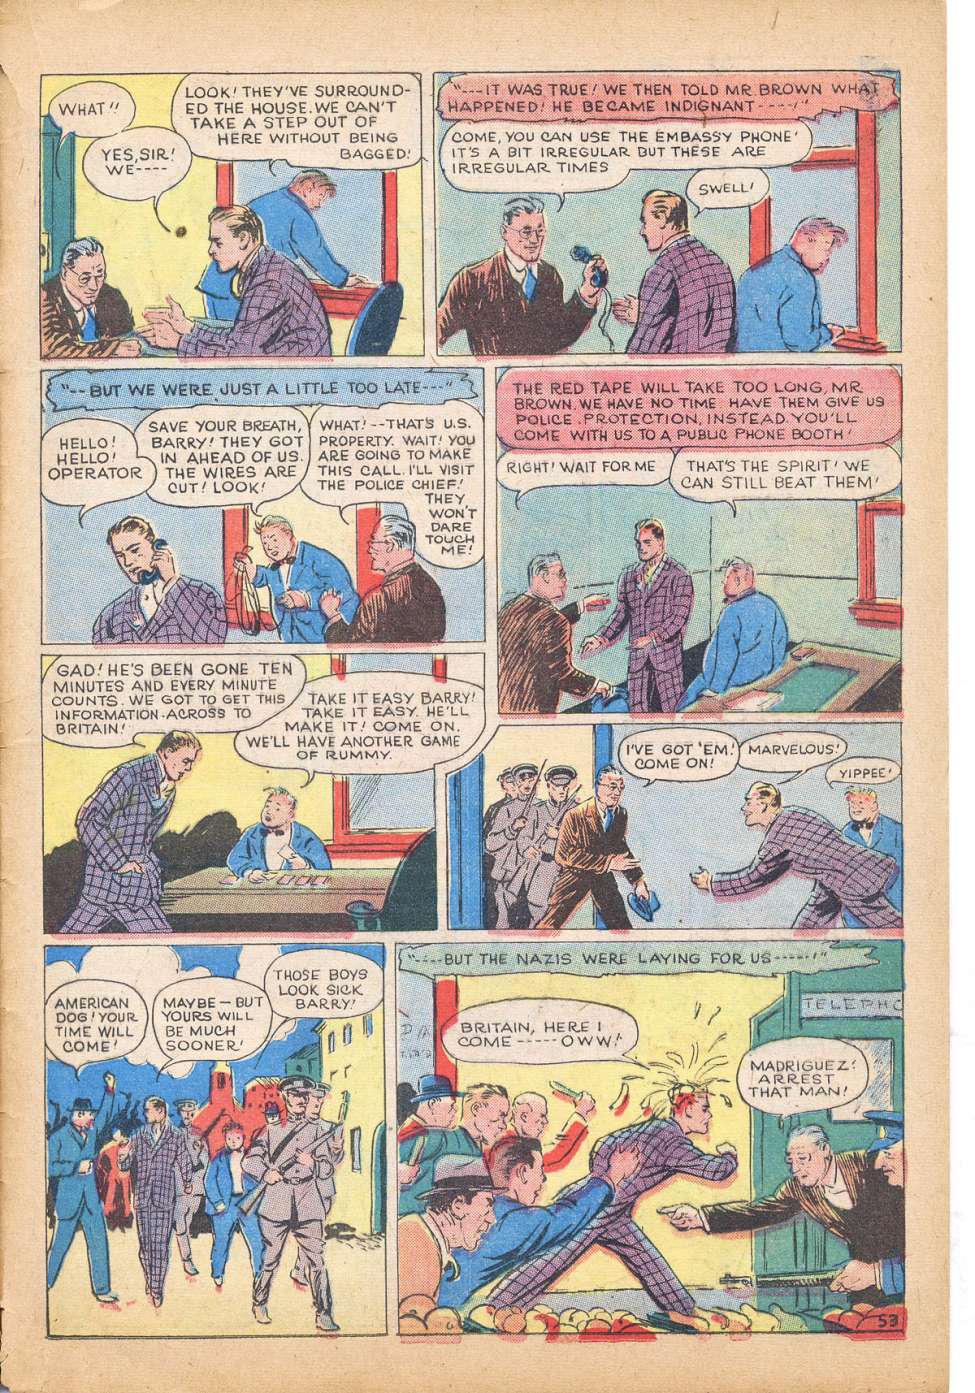 WHAT!!
YES, SIR!
WE----
LOOK! THEY'VE SURROUND-
ED THE HOUSE. WE CAN'T
TAKE A STEP OUT OF
HERE WITHOUT BEING
BAGGED!
"---IT WAS TRUE! WE THEN TOLD MR. BROWN WHAT
HAPPENED! HE BECAME INDIGNANT----!"
COME, YOU CAN USE THE EMBASSY PHONE!
IT'S A BIT IRREGULAR BUT THESE ARE
IRREGULAR TIMES
SWELL!
"--BUT WE WERE JUST A LITTLE TOO LATE---"
HELLO!
HELLO!
OPERATOR
SAVE YOUR BREATH,
BARRY! THEY GOT
IN AHEAD OF US.
THE WIRES ARE
CUT! LOOK!
WHAT!--THAT'S U.S.
PROPERTY. WAIT! YOU
ARE GOING TO MAKE
THIS CALL. I'LL VISIT
THE POLICE CHIEF!
THEY
WON'T
DARE
TOUCH
ME!
THE RED TAPE WILL TAKE TOO LONG, MR.
BROWN. WE HAVE NO TIME. HAVE THEM GIVE US
POLICE PROTECTION, INSTEAD. YOU'LL
COME WITH US TO A PUBLIC PHONE BOOTH!
RIGHT! WAIT FOR ME
THAT'S THE SPIRIT! WE
CAN STILL BEAT THEM!
GAD! HE'S BEEN GONE TEN
MINUTES AND EVERY MINUTE
COUNTS. WE GOT TO GET THIS
INFORMATION ACROSS TO
BRITAIN!
TAKE IT EASY BARRY!
TAKE IT EASY. HE'LL
MAKE IT! COME ON.
WE'LL HAVE ANOTHER GAME
OF RUMMY.
I'VE GOT 'EM!
COME ON!
MARVELOUS!
YIPPEE!
AMERICAN
DOG! YOUR
TIME WILL
COME!
MAYBE - BUT
YOURS WILL
BE MUCH
SOONER!
THOSE BOYS
LOOK SICK
BARRY!
"----BUT THE NAZIS WERE LAYING FOR US-----!"
TELEPHO
BRITAIN, HERE I
COME-----OWW!
MADRIGUEZ!
ARREST
THAT MAN!
53